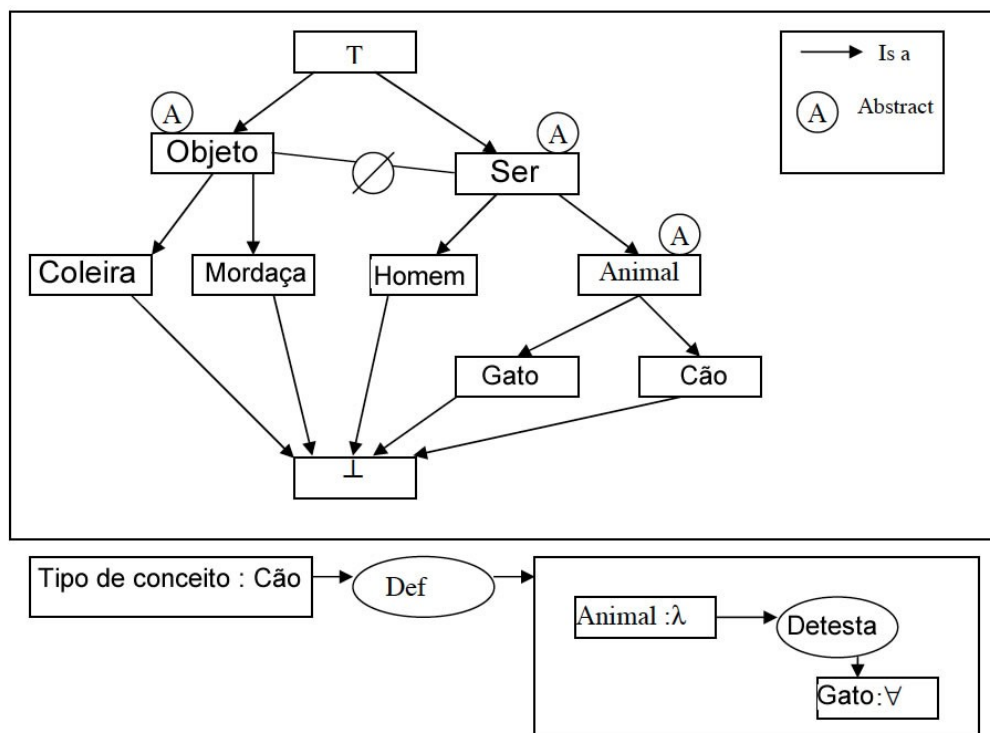 T
Is a
A
Abstract
A
A
Objeto
Ser
A
Coleira
Mordaça
Homem
Animal
Gato
Cão
⊥
Tipo de conceito : Cão
Def
Animal :λ
Detesta
Gato:∀